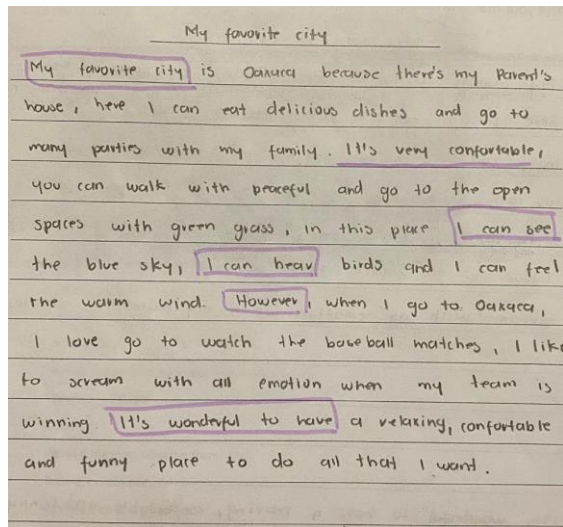 My favorite city
My favorite city is Oaxaca because there's my Parent's
house, here I can eat delicious dishes and go to
many parties with my family. It's very confortable,
you can walk with peaceful and go to the open
spaces with green grass, in this place I can see
the blue sky, I can hear birds and I can feel
the warm wind. However, when I go to Oaxaca,
I love go to watch the baseball matches, I like
to scream with all emotion when my team is
winning. It's wonderful to have a relaxing, confortable
and funny place to do all that I want.